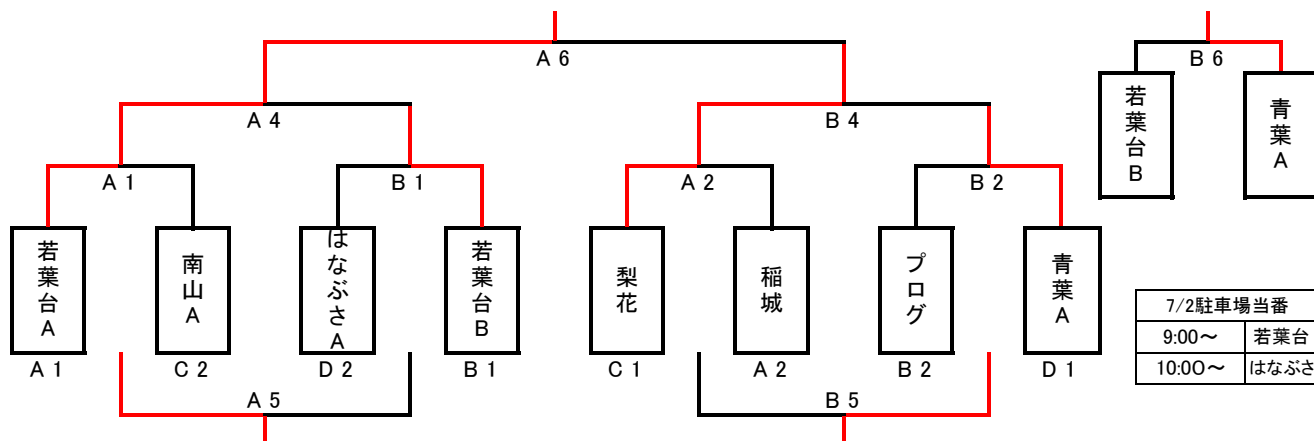 A 6
B 6
若葉台B
青葉A
A 4
B 4
A 1
B 1
A 2
B 2
若葉台A
南山A
はなぶさA
若葉台B
梨花
稲城
プログ
青葉A
A 1
C 2
D 2
B 1
C 1
A 2
B 2
D 1
A 5
B 5
7/2駐車場当番
9:00～ 若葉台
10:00～ はなぶさ